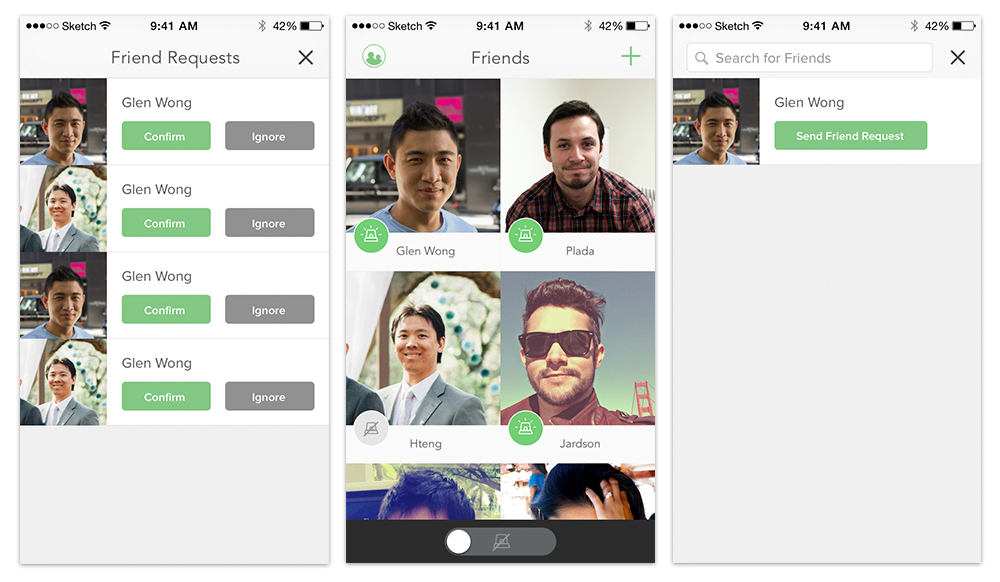 Sketch 9:41 AM 42%
Friend Requests
Glen Wong
Confirm Ignore
Glen Wong
Confirm Ignore
Glen Wong
Confirm Ignore
Glen Wong
Confirm Ignore
Sketch 9:41 AM 42%
Friends
Glen Wong Plada
Hteng Jardson
Sketch 9:41 AM 42%
Search for Friends
Glen Wong
Send Friend Request